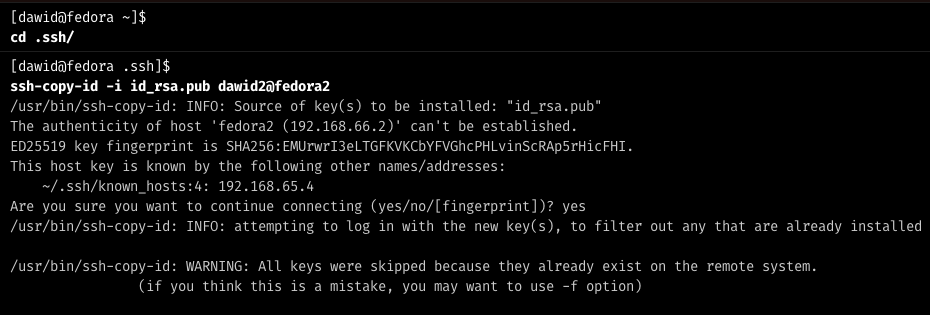 [dawid@fedora ~]$
cd .ssh/
[dawid@fedora .ssh]$
ssh-copy-id -i id_rsa.pub dawid2@fedora2
/usr/bin/ssh-copy-id: INFO: Source of key(s) to be installed: "id_rsa.pub"
The authenticity of host 'fedora2 (192.168.66.2)' can't be established.
ED25519 key fingerprint is SHA256:EMUrwrI3eLTGFKVKCbYFVGhcPHLvinScRAp5rHicFHI.
This host key is known by the following other names/addresses:
    ~/.ssh/known_hosts:4: 192.168.65.4
Are you sure you want to continue connecting (yes/no/[fingerprint])? yes
/usr/bin/ssh-copy-id: INFO: attempting to log in with the new key(s), to filter out any that are already installed
/usr/bin/ssh-copy-id: WARNING: All keys were skipped because they already exist on the remote system.
                (if you think this is a mistake, you may want to use -f option)